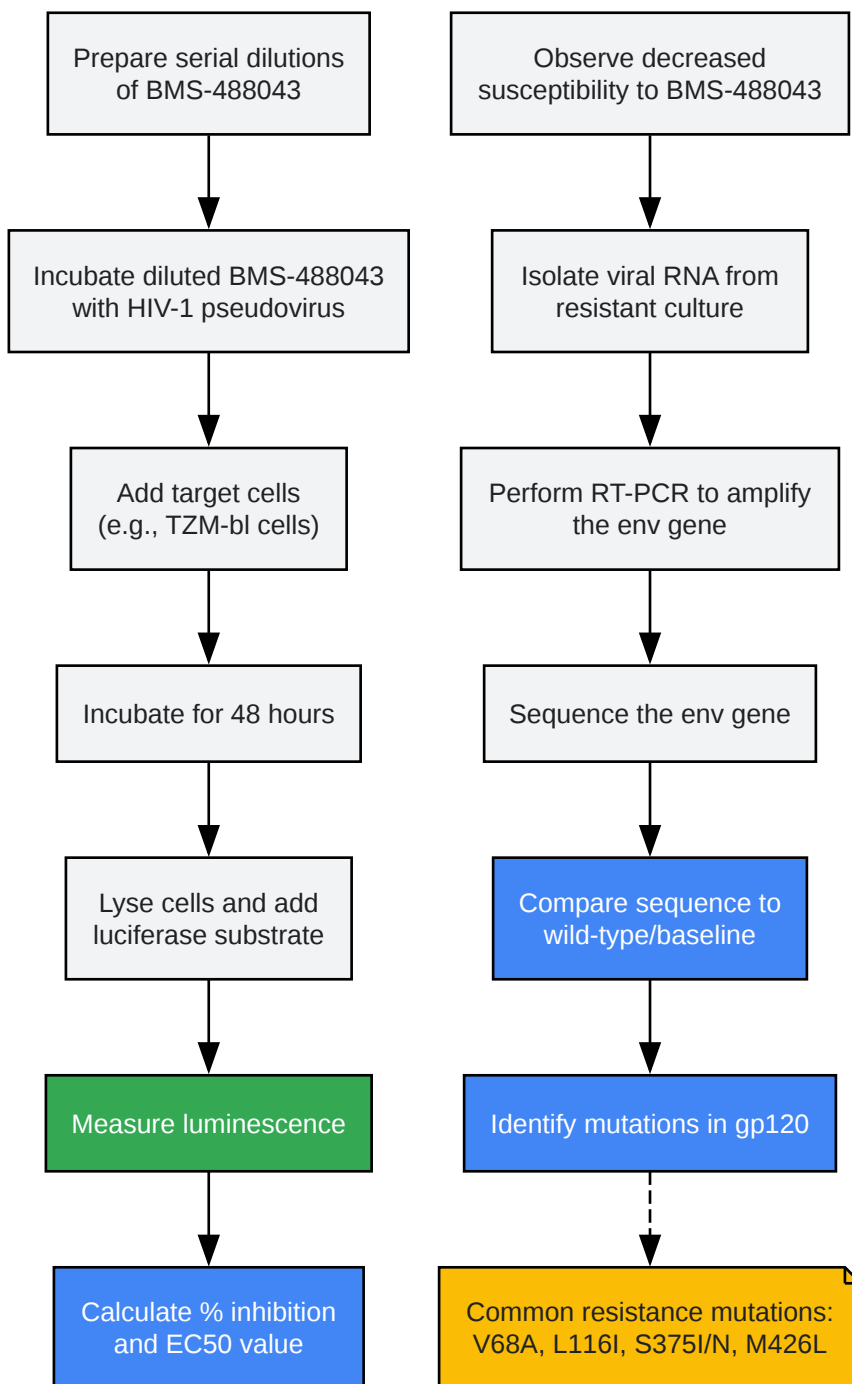 Prepare serial dilutions
of BMS-488043
Incubate diluted BMS-488043
with HIV-1 pseudovirus
Add target cells
(e.g., TZM-bl cells)
Incubate for 48 hours
Lyse cells and add
luciferase substrate
Measure luminescence
Calculate % inhibition
and EC50 value
Observe decreased
susceptibility to BMS-488043
Isolate viral RNA from
resistant culture
Perform RT-PCR to amplify
the env gene
Sequence the env gene
Compare sequence to
wild-type/baseline
Identify mutations in gp120
Common resistance mutations:
V68A, L116I, S375I/N, M426L